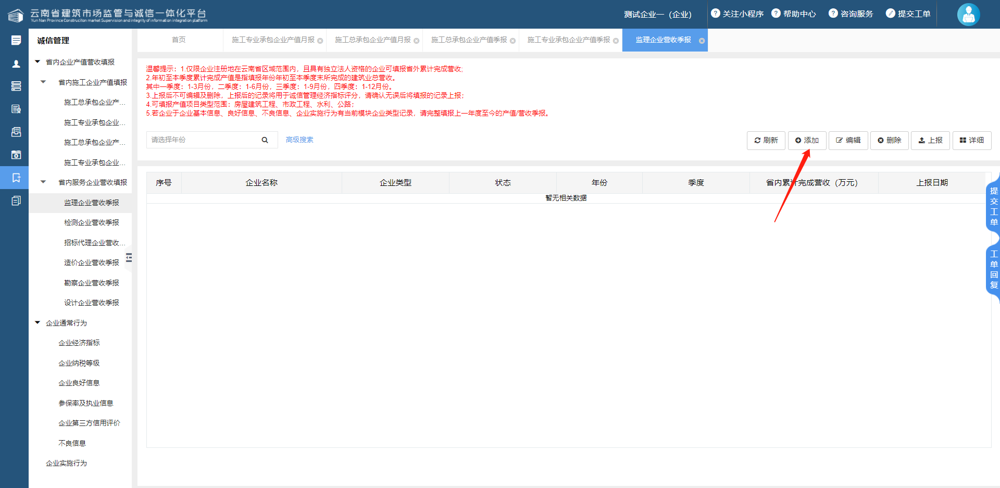 云南省建筑市场监管与诚信一体化平台
Yun Nan Province Construciton market Supervision and integrity of information integration platform
测试企业一（企业）
关注小程序
帮助中心
咨询服务
提交工单
诚信管理
省内企业产值营收填报
省内施工企业产值填报
施工总承包企业产...
施工专业承包企业...
施工总承包企业产...
施工专业承包企业...
省内服务企业营收填报
监理企业营收季报
检测企业营收季报
招标代理企业营收...
造价企业营收季报
勘察企业营收季报
设计企业营收季报
企业通常行为
企业经济指标
企业纳税等级
企业良好信息
参保率及执业信息
企业第三方信用评价
不良信息
企业实施行为
首页
施工专业承包企业产值月报
施工总承包企业产值月报
施工总承包企业产值季报
施工专业承包企业产值季报
监理企业营收季报
温馨提示：1.仅限企业注册地在云南省区域范围内，且具有独立法人资格的企业可填报省外累计完成营收;
2.年初至本季度累计完成产值是指填报年份年初至本季度末所完成的建筑业总营收。
其中一季度：1-3月份，二季度：1-6月份，三季度：1-9月份，四季度：1-12月份。
3.上报后不可编辑及删除，上报后的记录将用于诚信管理经济指标评分，请确认无误后将填报的记录上报；
4.可填报产值项目类型范围：房屋建筑工程、市政工程、水利、公路；
5.若企业于企业基本信息、良好信息、不良信息、企业实施行为有当前模块企业类型记录，请完整填报上一年度至今的产值/营收季报。
请选择年份
高级搜索
刷新
添加
编辑
删除
上报
详细
序号
企业名称
企业类型
状态
年份
季度
省内累计完成营收（万元）
上报日期
暂无相关数据
提交工单
工单回复